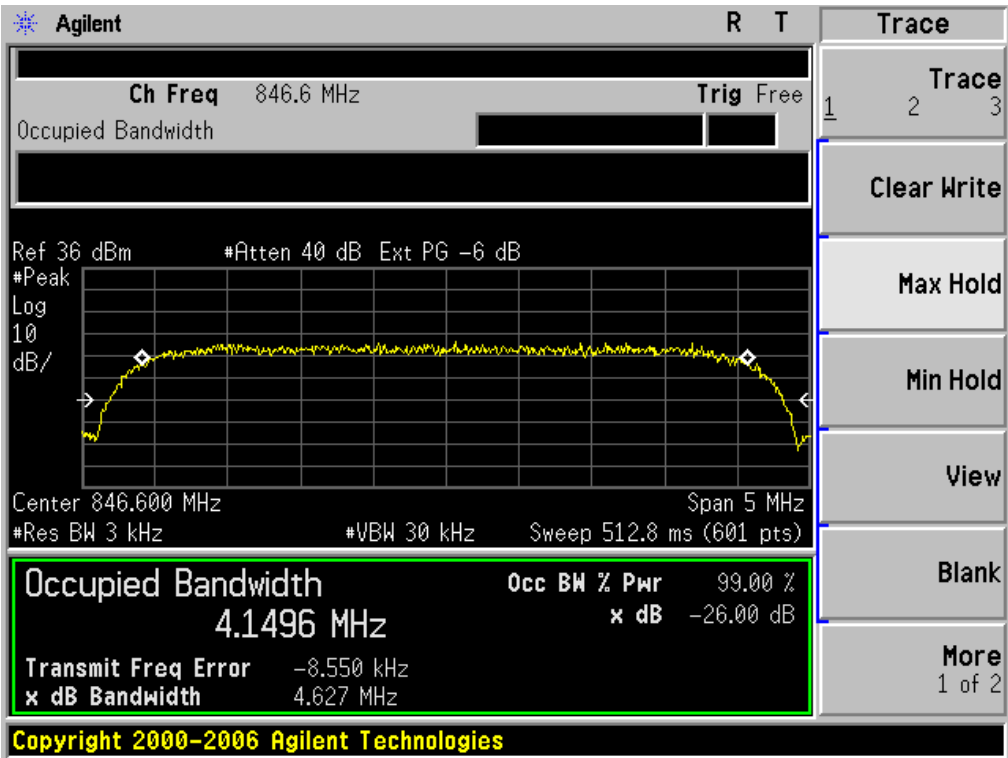 Agilent R T Trace
Ch Freq 846.6 MHz Trig Free
Occupied Bandwidth
Trace
1 2 3
Clear Write
Max Hold
Min Hold
View
Blank
More
1 of 2
Ref 36 dBm #Atten 40 dB Ext PG -6 dB
#Peak
Log
10
dB/
Center 846.600 MHz Span 5 MHz
#Res BW 3 kHz #VBW 30 kHz Sweep 512.8 ms (601 pts)
Occupied Bandwidth Occ BW % Pwr 99.00 %
4.1496 MHz x dB -26.00 dB
Transmit Freq Error -8.550 kHz
x dB Bandwidth 4.627 MHz
Copyright 2000-2006 Agilent Technologies